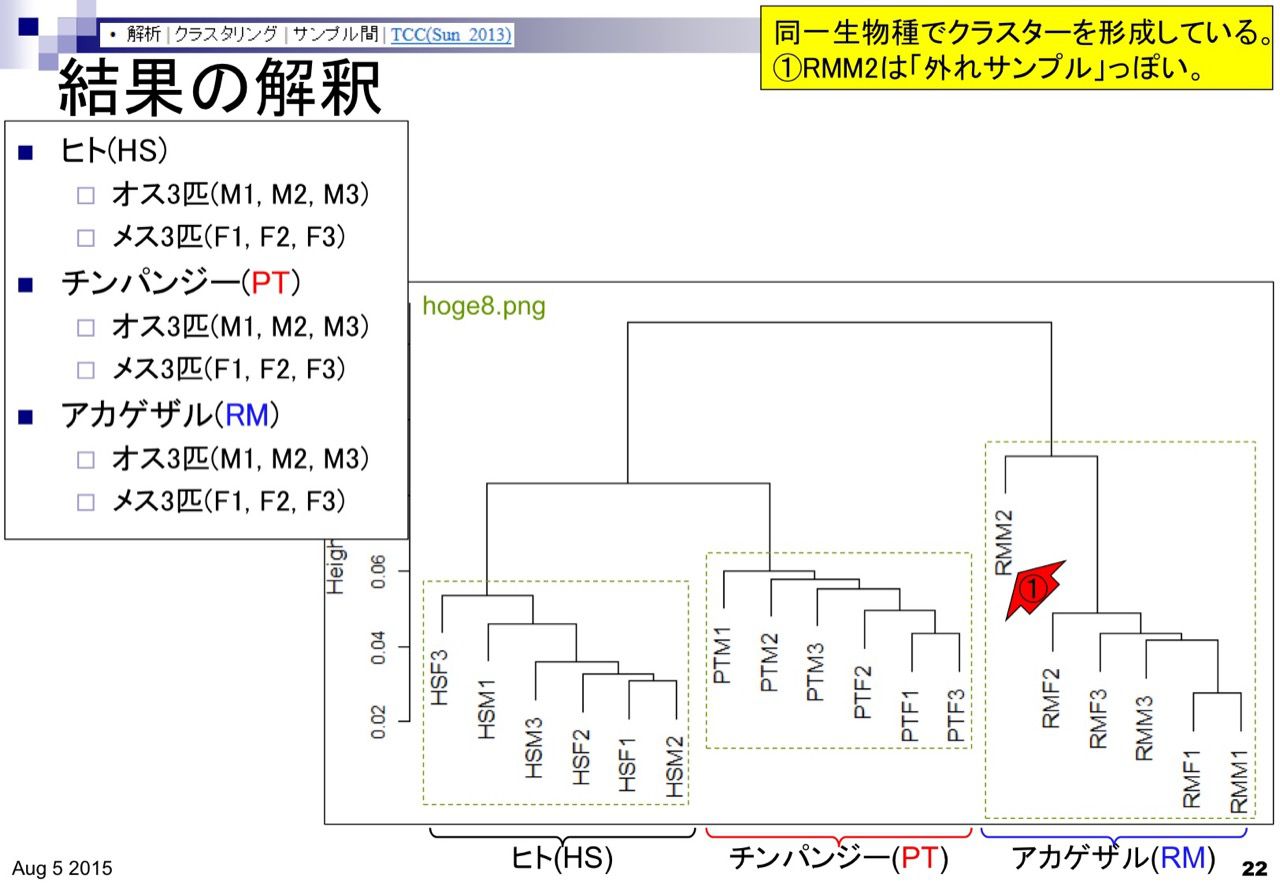 • 解析 | クラスタリング | サンプル間 | TCC(Sun_2013)
同一生物種でクラスターを形成している。
①RMM2は「外れサンプル」っぽい。
結果の解釈
ヒト(HS)
オス3匹(M1, M2, M3)
メス3匹(F1, F2, F3)
チンパンジー(PT)
オス3匹(M1, M2, M3)
メス3匹(F1, F2, F3)
アカゲザル(RM)
オス3匹(M1, M2, M3)
メス3匹(F1, F2, F3)
hoge8.png
0.06
0.04
0.02
HSF3
HSM1
HSM3
HSF2
HSF1
HSM2
PTM1
PTM2
PTM3
PTF2
PTF1
PTF3
RMM2
①
RMF2
RMF3
RMM3
RMF1
RMM1
ヒト(HS)
チンパンジー(PT)
アカゲザル(RM)
Aug 5 2015
22